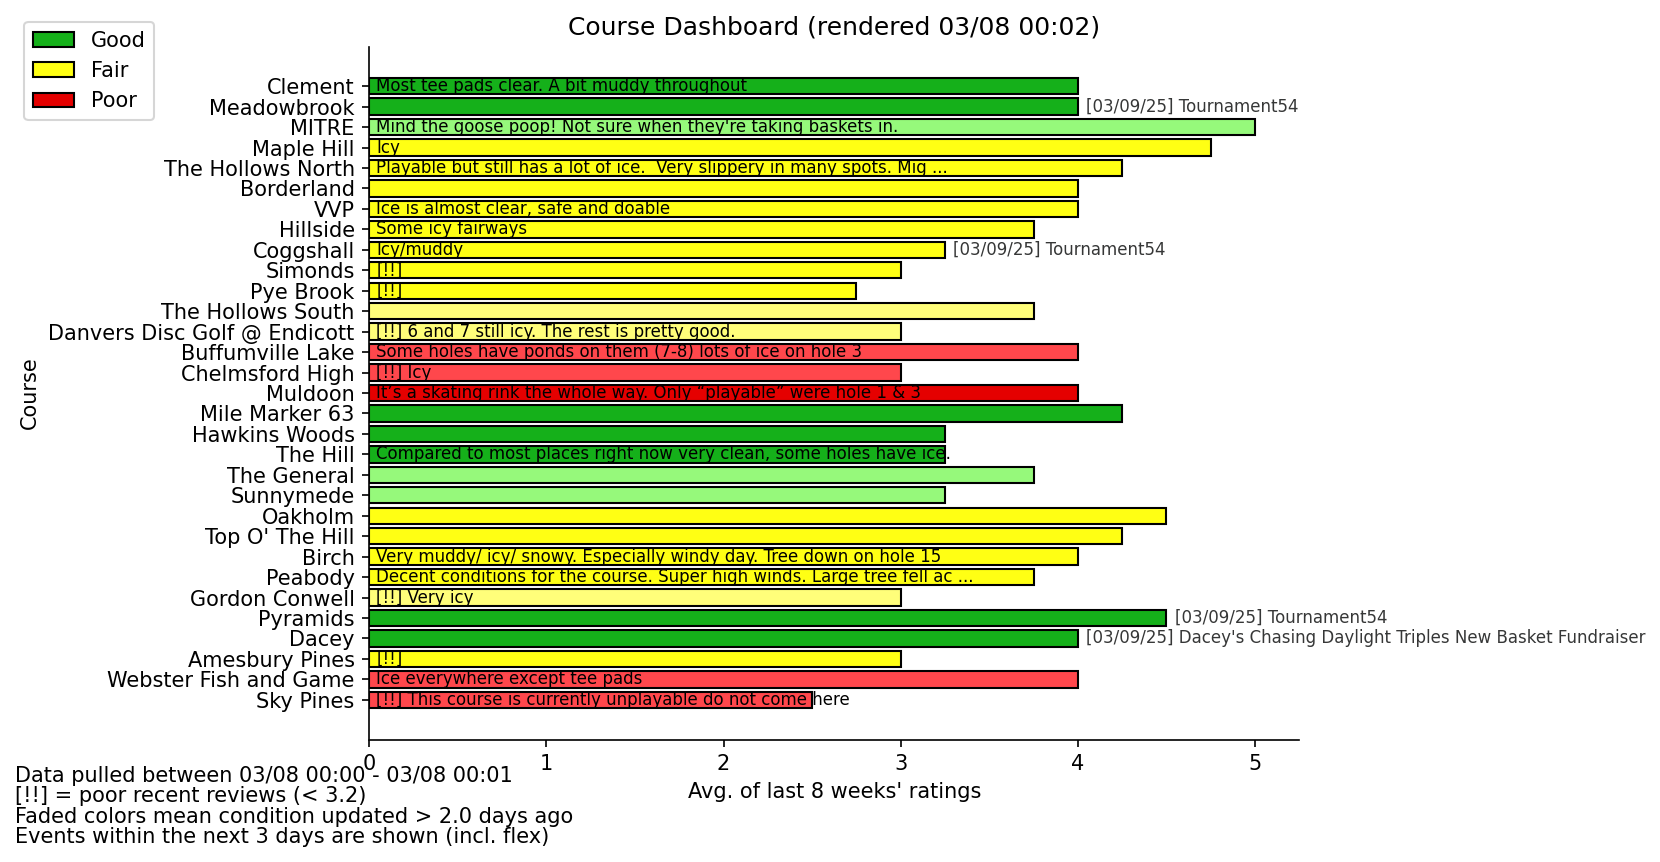 Course Dashboard (rendered 03/08 00:02)
Good
Fair
Poor
Course
Clement Most tee pads clear. A bit muddy throughout
Meadowbrook [03/09/25] Tournament54
MITRE Mind the goose poop! Not sure when they're taking baskets in.
Maple Hill Icy
The Hollows North Playable but still has a lot of ice.  Very slippery in many spots. Mig ...
Borderland
VVP Ice is almost clear, safe and doable
Hillside Some icy fairways
Coggshall Icy/muddy [03/09/25] Tournament54
Simonds [!!]
Pye Brook [!!]
The Hollows South
Danvers Disc Golf @ Endicott [!!] 6 and 7 still icy. The rest is pretty good.
Buffumville Lake Some holes have ponds on them (7-8) lots of ice on hole 3
Chelmsford High [!!] Icy
Muldoon It’s a skating rink the whole way. Only “playable” were hole 1 & 3
Mile Marker 63
Hawkins Woods
The Hill Compared to most places right now very clean, some holes have ice.
The General
Sunnymede
Oakholm
Top O' The Hill
Birch Very muddy/ icy/ snowy. Especially windy day. Tree down on hole 15
Peabody Decent conditions for the course. Super high winds. Large tree fell ac ...
Gordon Conwell [!!] Very icy
Pyramids [03/09/25] Tournament54
Dacey [03/09/25] Dacey's Chasing Daylight Triples New Basket Fundraiser
Amesbury Pines [!!]
Webster Fish and Game Ice everywhere except tee pads
Sky Pines [!!] This course is currently unplayable do not come here
0 1 2 3 4 5
Avg. of last 8 weeks' ratings
Data pulled between 03/08 00:00 - 03/08 00:01
[!!] = poor recent reviews (< 3.2)
Faded colors mean condition updated > 2.0 days ago
Events within the next 3 days are shown (incl. flex)